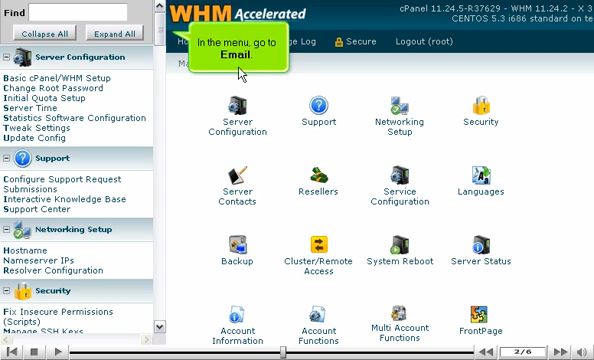 Find
Collapse All
Expand All
Server Configuration
Basic cPanel/WHM Setup
Change Root Password
Initial Quota Setup
Server Time
Statistics Software Configuration
Tweak Settings
Update Config
Support
Configure Support Request
Submissions
Interactive Knowledge Base
Support Center
Networking Setup
Hostname
Nameserver IPs
Resolver Configuration
Security
Fix Insecure Permissions
(Scripts)
Manage SSH Keys
WHM Accelerated
cPanel 11.24.5-R37629 - WHM 11.24.2 - X 3
CENTOS 5.3 i686 standard on
Log
Secure
Logout (root)
In the menu, go to
Email.
Server
Configuration
Support
Networking
Setup
Security
Server
Contacts
Resellers
Service
Configuration
Languages
Backup
Cluster/Remote
Access
System Reboot
Server Status
Account
Information
Account
Functions
Multi Account
Functions
FrontPage
2/6